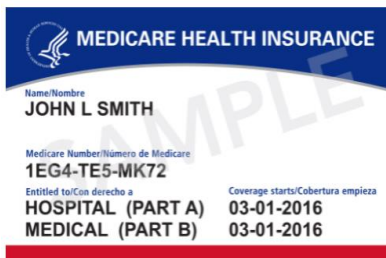 MEDICARE HEALTH INSURANCE
Name/Nombre
JOHN L SMITH
Medicare Number/Número de Medicare
1EG4-TE5-MK72
Entitled to/Con derecho a Coverage starts/Cobertura empieza
HOSPITAL (PART A) 03-01-2016
MEDICAL (PART B) 03-01-2016
SAMPLE